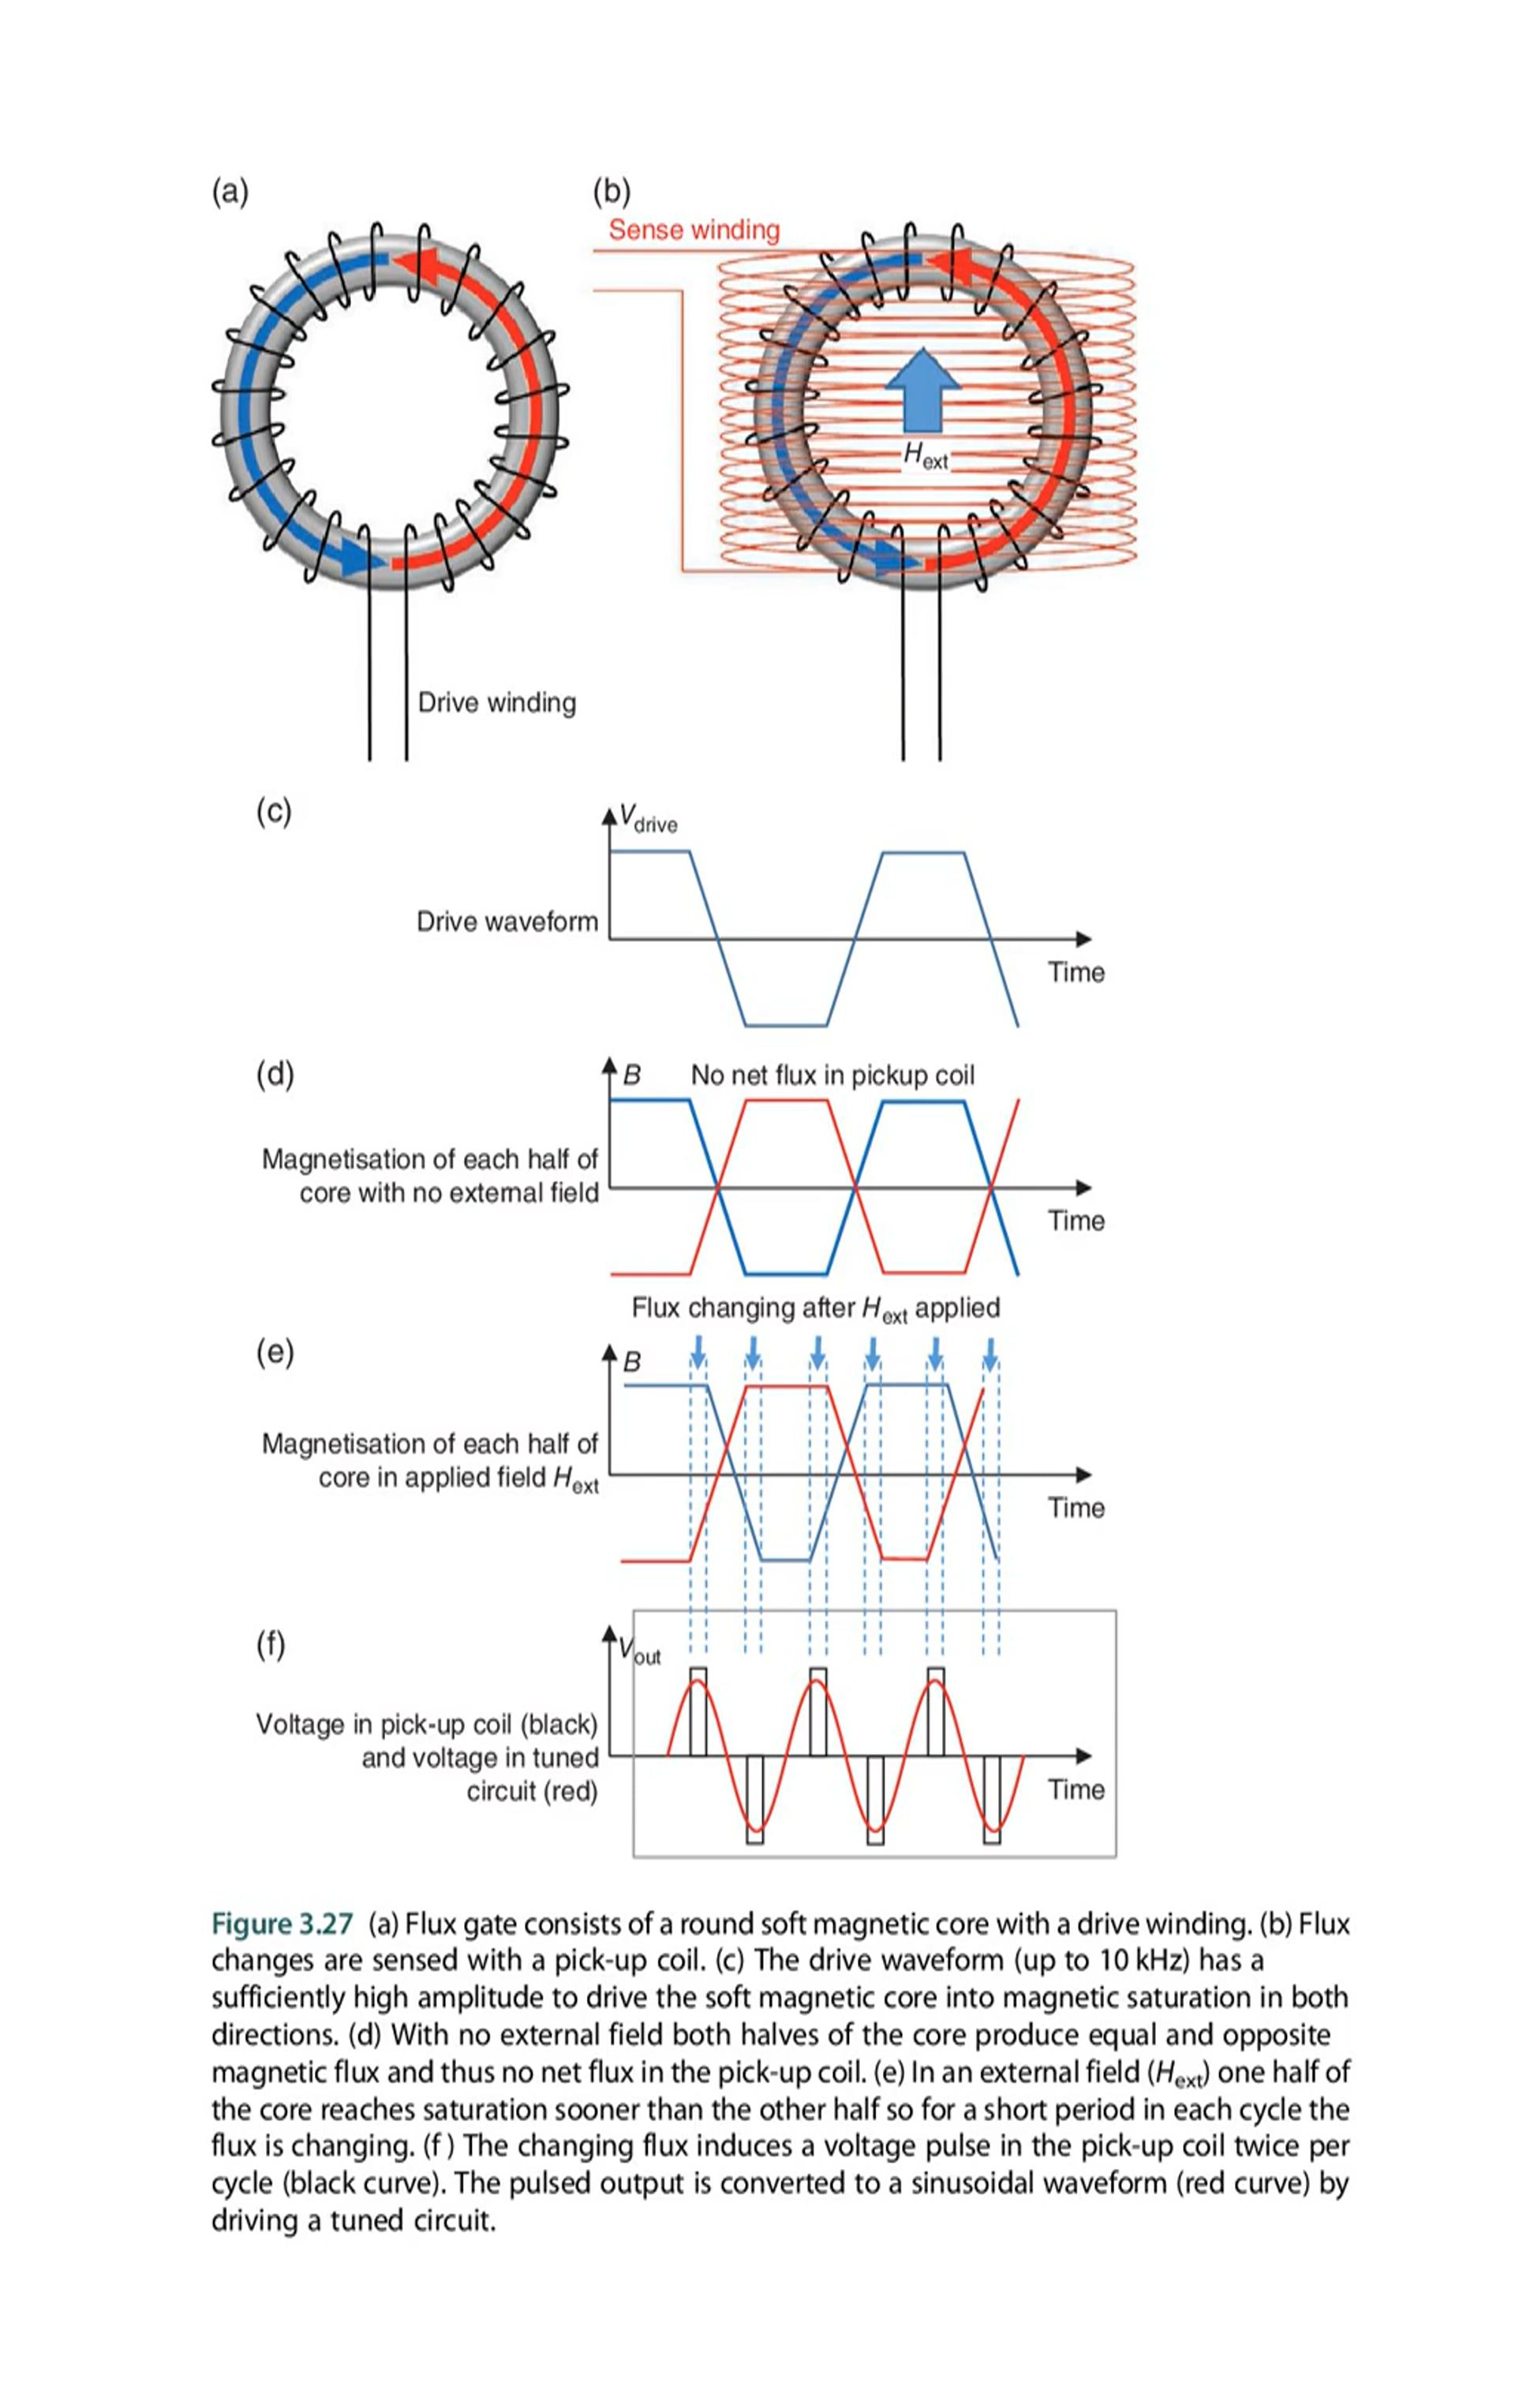 (a)
(b)
Sense winding
Hext
Drive winding
(c)
Vdrive
Drive waveform
Time
(d)
B No net flux in pickup coil
Magnetisation of each half of
core with no external field
Time
Flux changing after Hext applied
(e)
B
Magnetisation of each half of
core in applied field Hext
Time
(f)
Vout
Voltage in pick-up coil (black)
and voltage in tuned
circuit (red)
Time
Figure 3.27 (a) Flux gate consists of a round soft magnetic core with a drive winding. (b) Flux
changes are sensed with a pick-up coil. (c) The drive waveform (up to 10 kHz) has a
sufficiently high amplitude to drive the soft magnetic core into magnetic saturation in both
directions. (d) With no external field both halves of the core produce equal and opposite
magnetic flux and thus no net flux in the pick-up coil. (e) In an external field (Hext) one half of
the core reaches saturation sooner than the other half so for a short period in each cycle the
flux is changing. (f) The changing flux induces a voltage pulse in the pick-up coil twice per
cycle (black curve). The pulsed output is converted to a sinusoidal waveform (red curve) by
driving a tuned circuit.